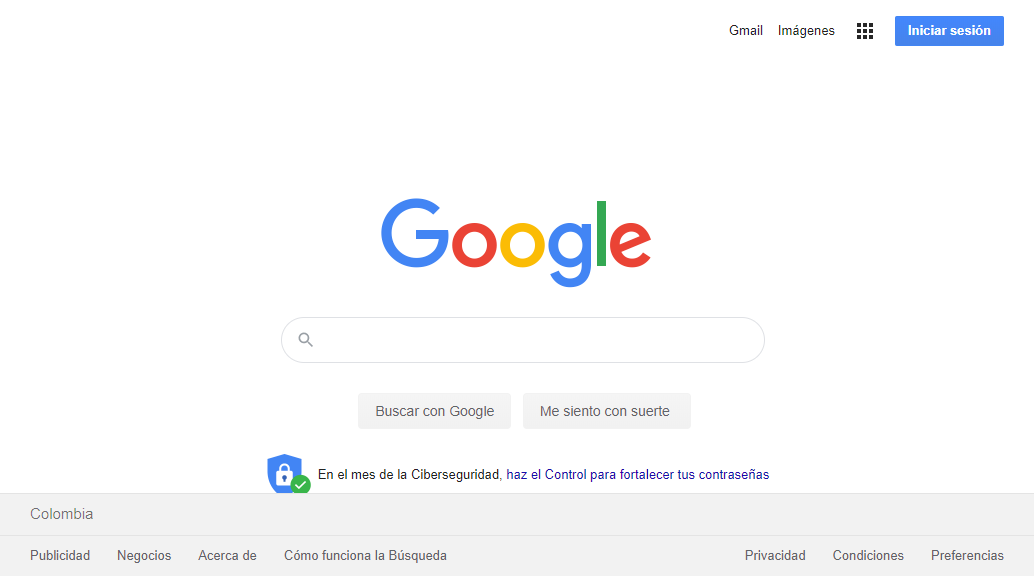 Gmail Imágenes Iniciar sesión
Google
Buscar con Google Me siento con suerte
En el mes de la Ciberseguridad, haz el Control para fortalecer tus contraseñas
Colombia
Publicidad Negocios Acerca de Cómo funciona la Búsqueda Privacidad Condiciones Preferencias